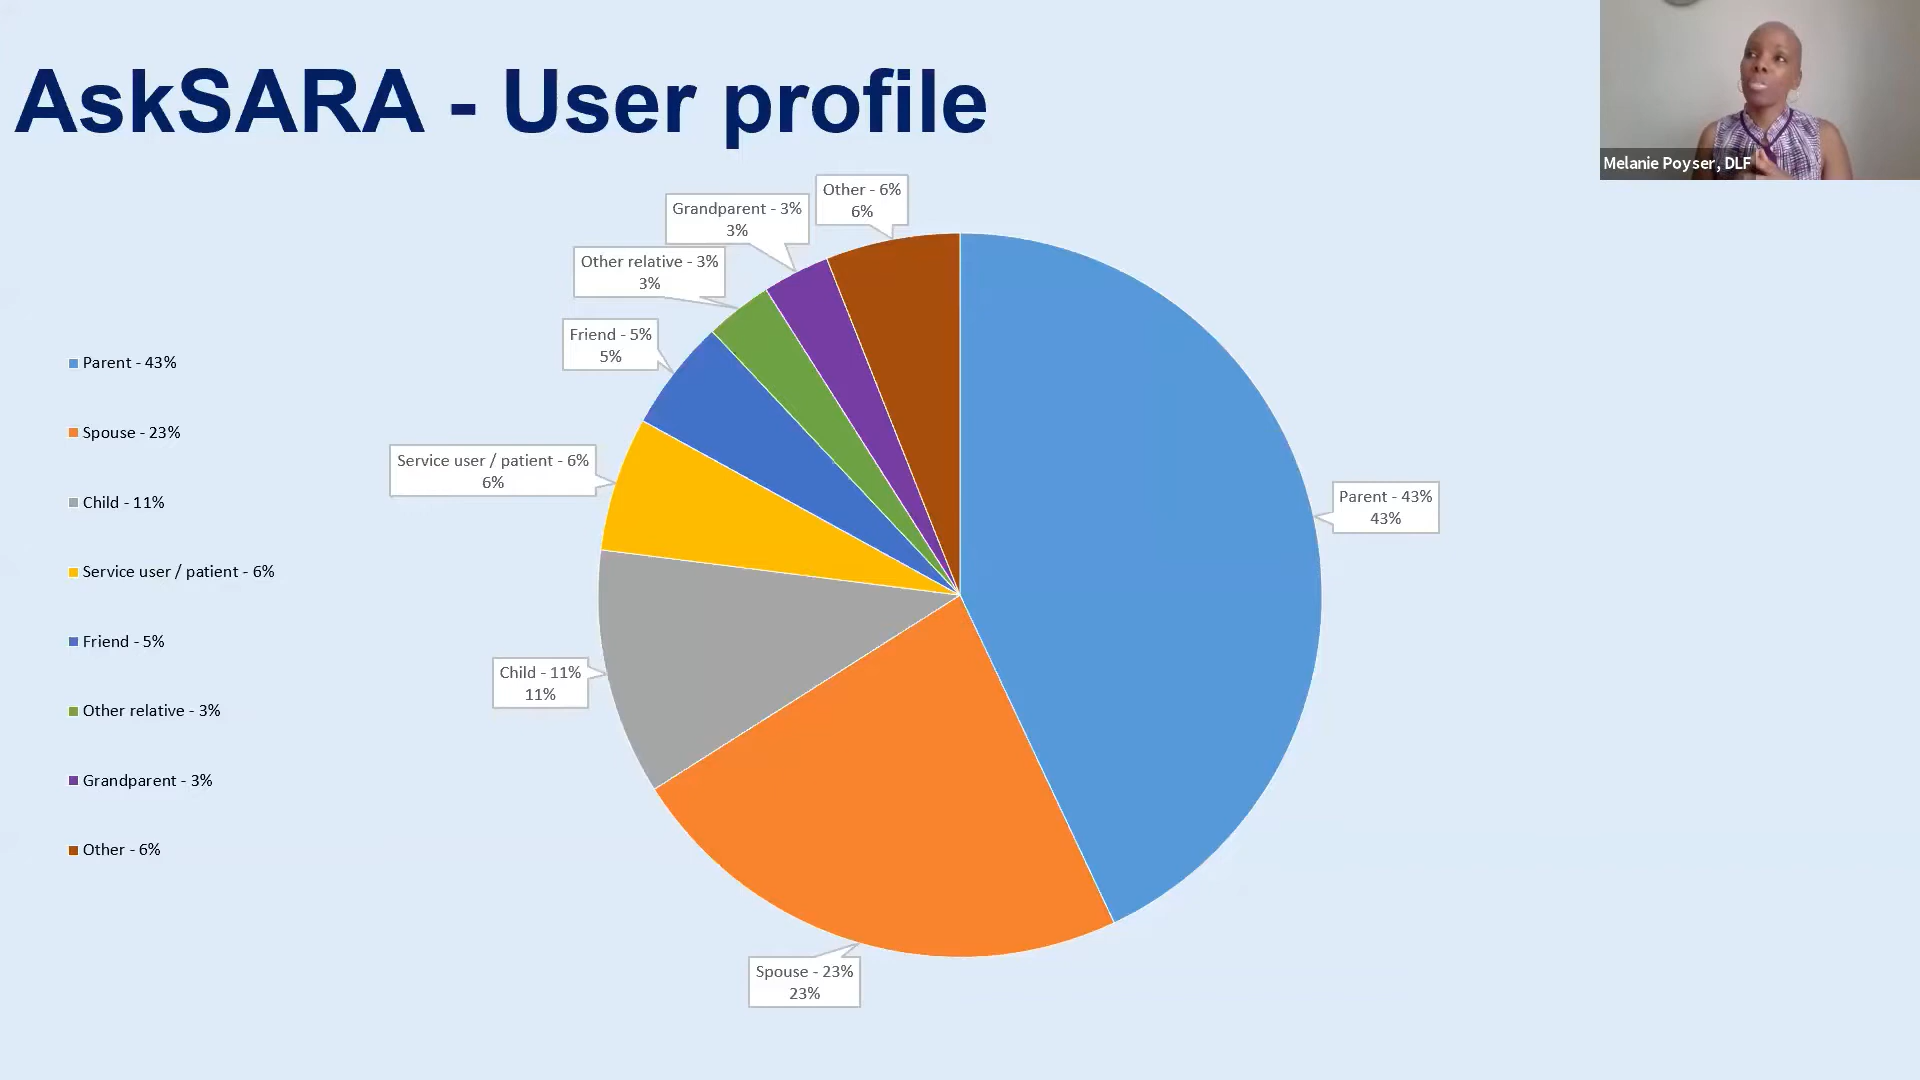 AskSARA - User profile
Melanie Poyser, DLF
Other - 6%
6%
Grandparent - 3%
3%
Other relative - 3%
3%
Friend - 5%
5%
Service user / patient - 6%
6%
Child - 11%
11%
Spouse - 23%
23%
Parent - 43%
43%
Parent - 43%
Spouse - 23%
Child - 11%
Service user / patient - 6%
Friend - 5%
Other relative - 3%
Grandparent - 3%
Other - 6%